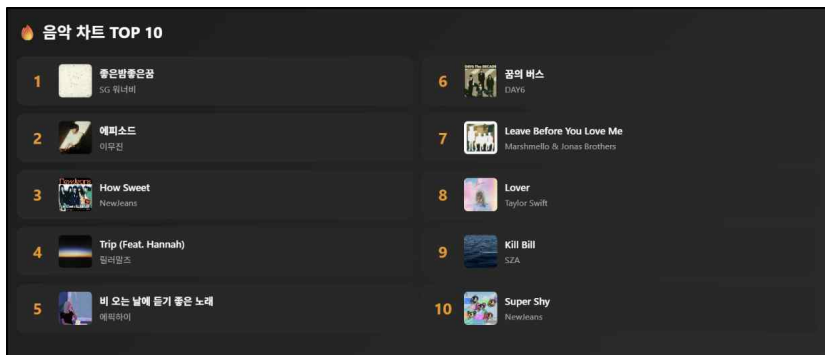 음악 차트 TOP 10
1
좋은밤좋은꿈
SG 워너비
2
에피소드
이무진
3
How Sweet
NewJeans
4
Trip (Feat. Hannah)
릴러말즈
5
비 오는 날에 듣기 좋은 노래
에픽하이
6
꿈의 버스
DAY6
7
Leave Before You Love Me
Marshmello & Jonas Brothers
8
Lover
Taylor Swift
9
Kill Bill
SZA
10
Super Shy
NewJeans